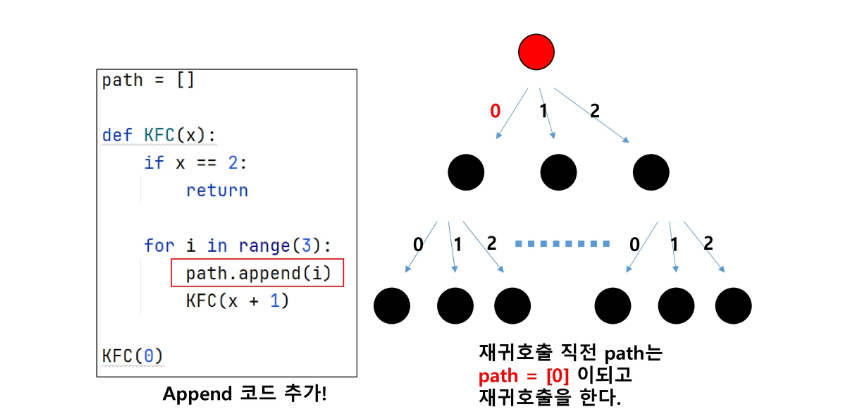 path = []
def KFC(x):
if x == 2:
return
for i in range(3):
path.append(i)
KFC(x + 1)
KFC(0)
Append 코드 추가!
0 1 2
0 1 2 0 1 2
재귀호출 직전 path는
path = [0] 이되고
재귀호출을 한다.